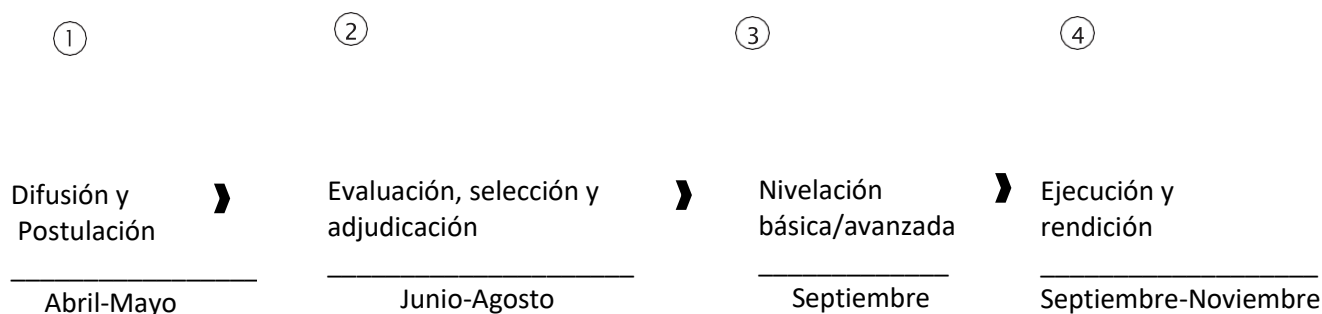 1
2
3
4
Difusión y
Postulación
Evaluación, selección y
adjudicación
Nivelación
básica/avanzada
Ejecución y
rendición
Abril-Mayo
Junio-Agosto
Septiembre
Septiembre-Noviembre